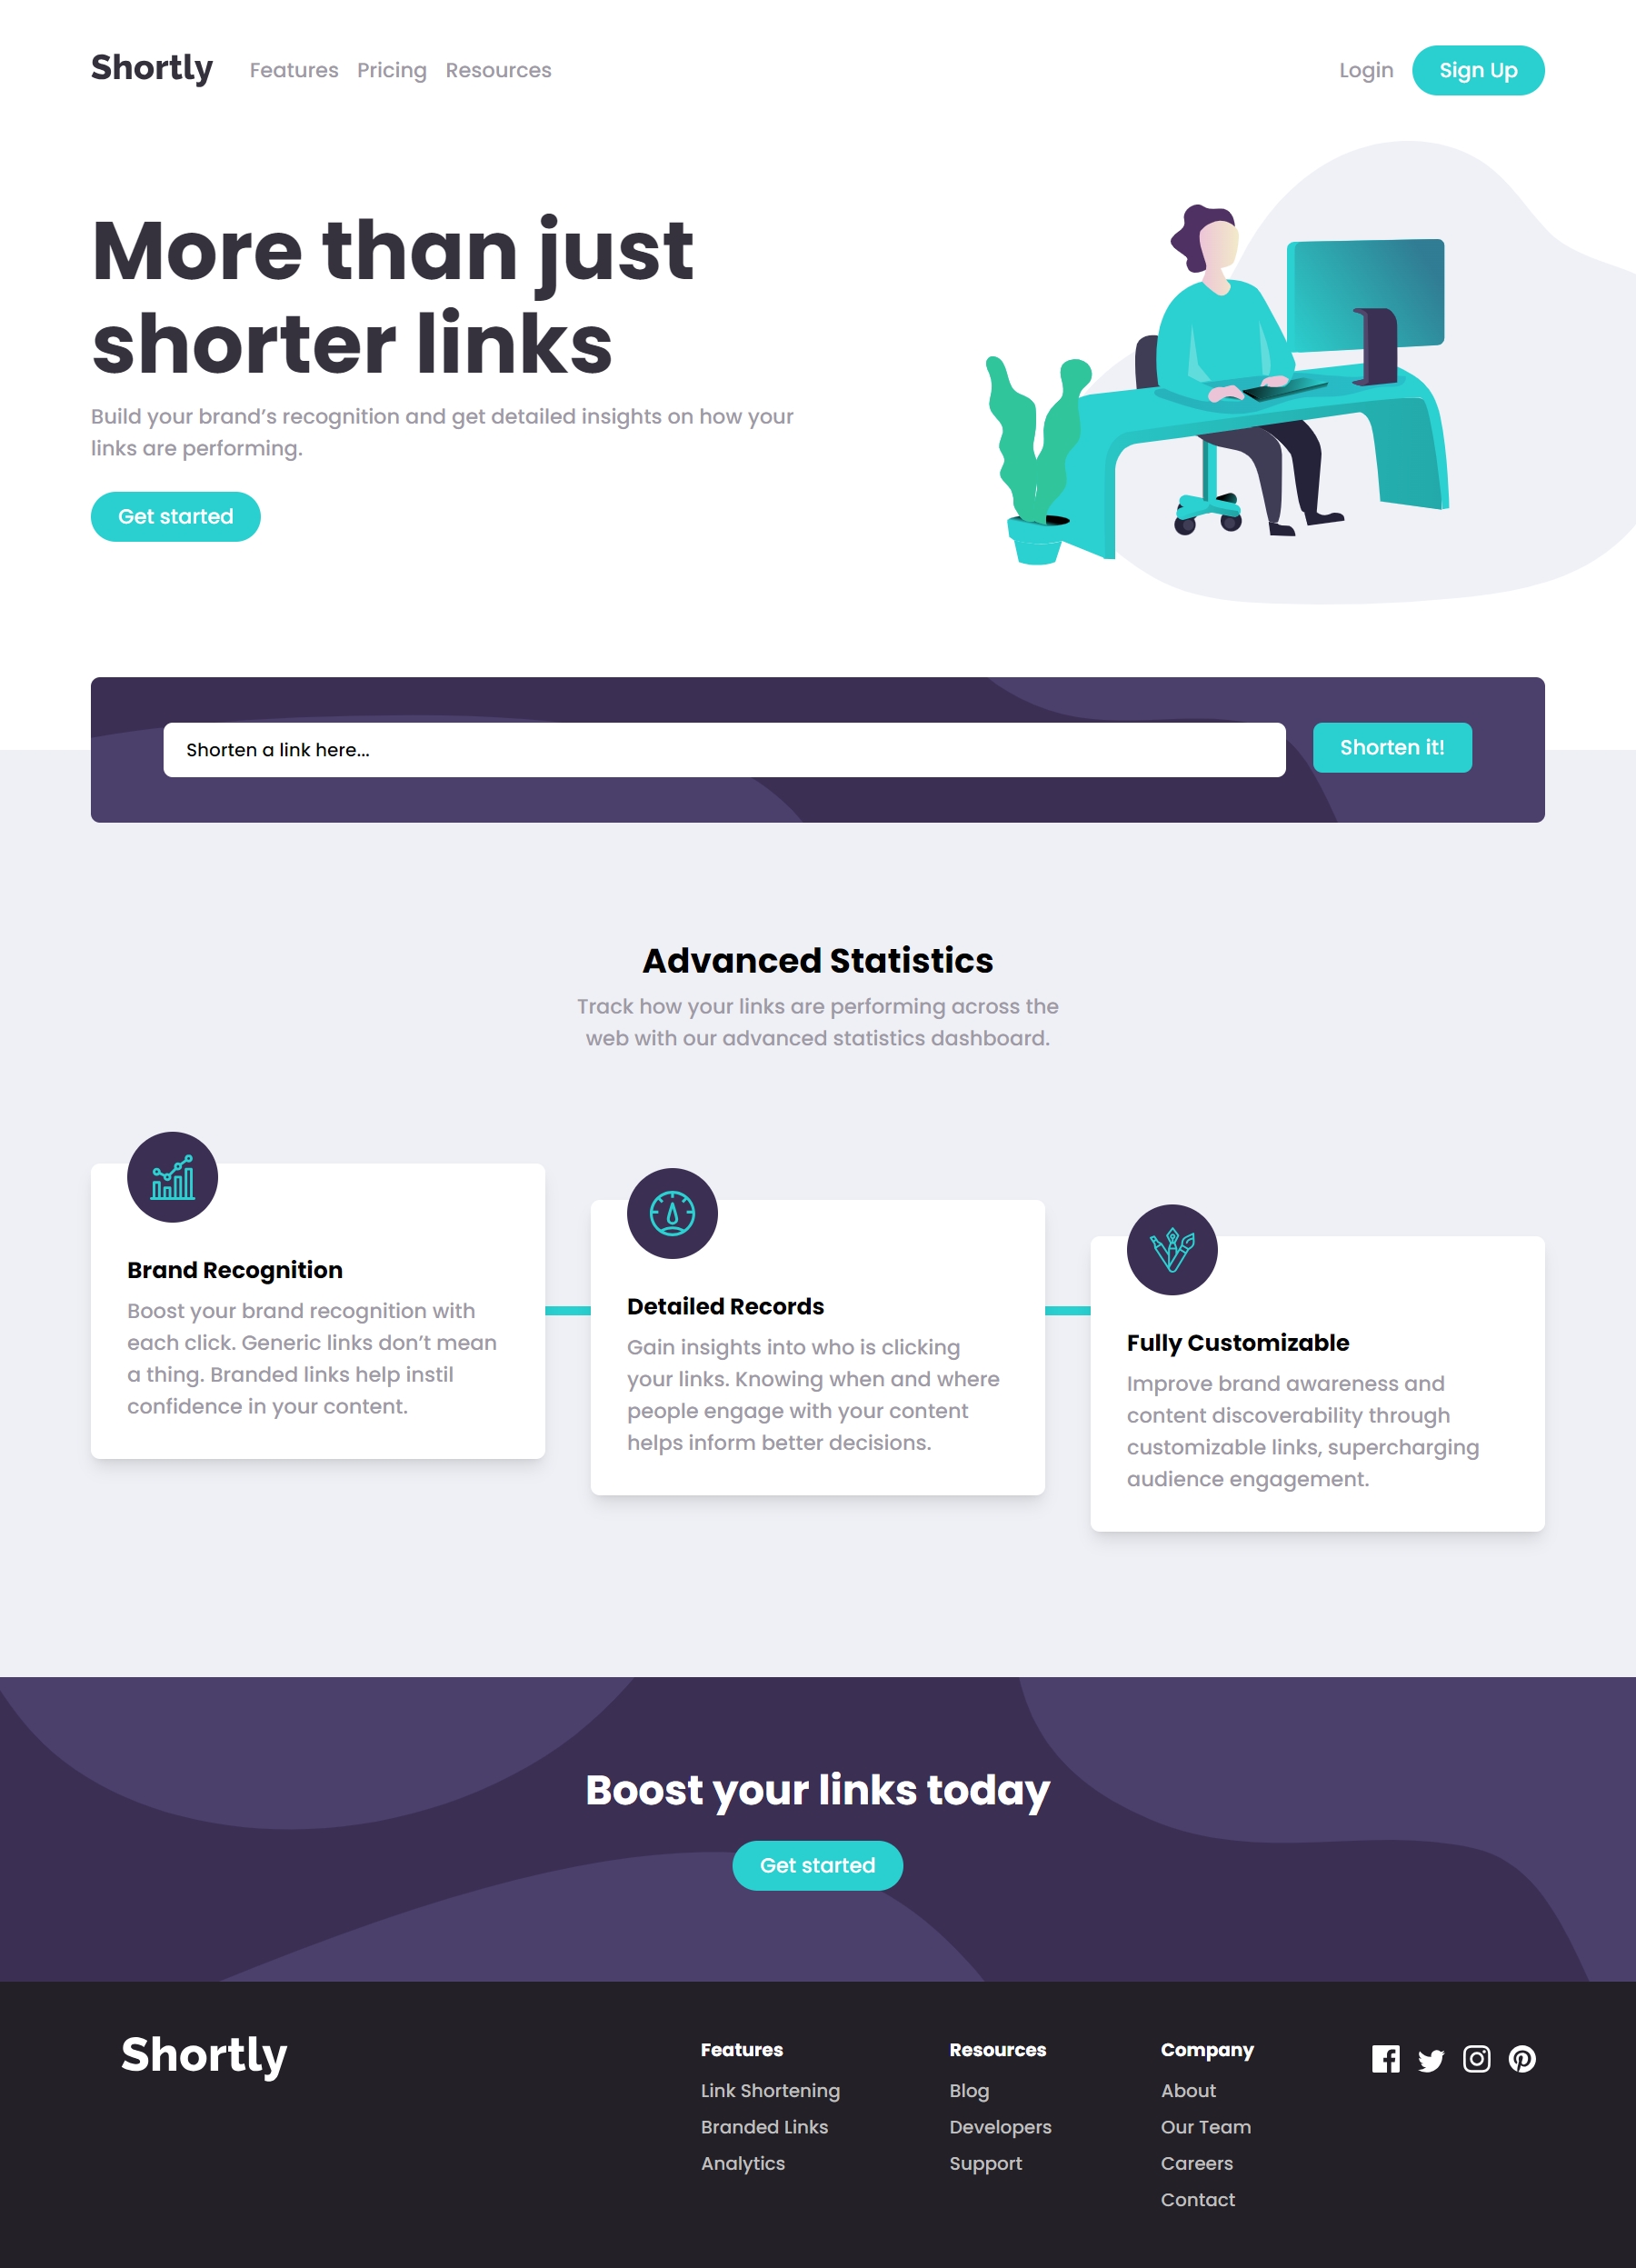 Shortly Features Pricing Resources Login Sign Up
More than just
shorter links
Build your brand’s recognition and get detailed insights on how your
links are performing.
Get started
Shorten a link here... Shorten it!
Advanced Statistics
Track how your links are performing across the
web with our advanced statistics dashboard.
Brand Recognition
Boost your brand recognition with
each click. Generic links don’t mean
a thing. Branded links help instil
confidence in your content.
Detailed Records
Gain insights into who is clicking
your links. Knowing when and where
people engage with your content
helps inform better decisions.
Fully Customizable
Improve brand awareness and
content discoverability through
customizable links, supercharging
audience engagement.
Boost your links today
Get started
Shortly
Features
Link Shortening
Branded Links
Analytics
Resources
Blog
Developers
Support
Company
About
Our Team
Careers
Contact